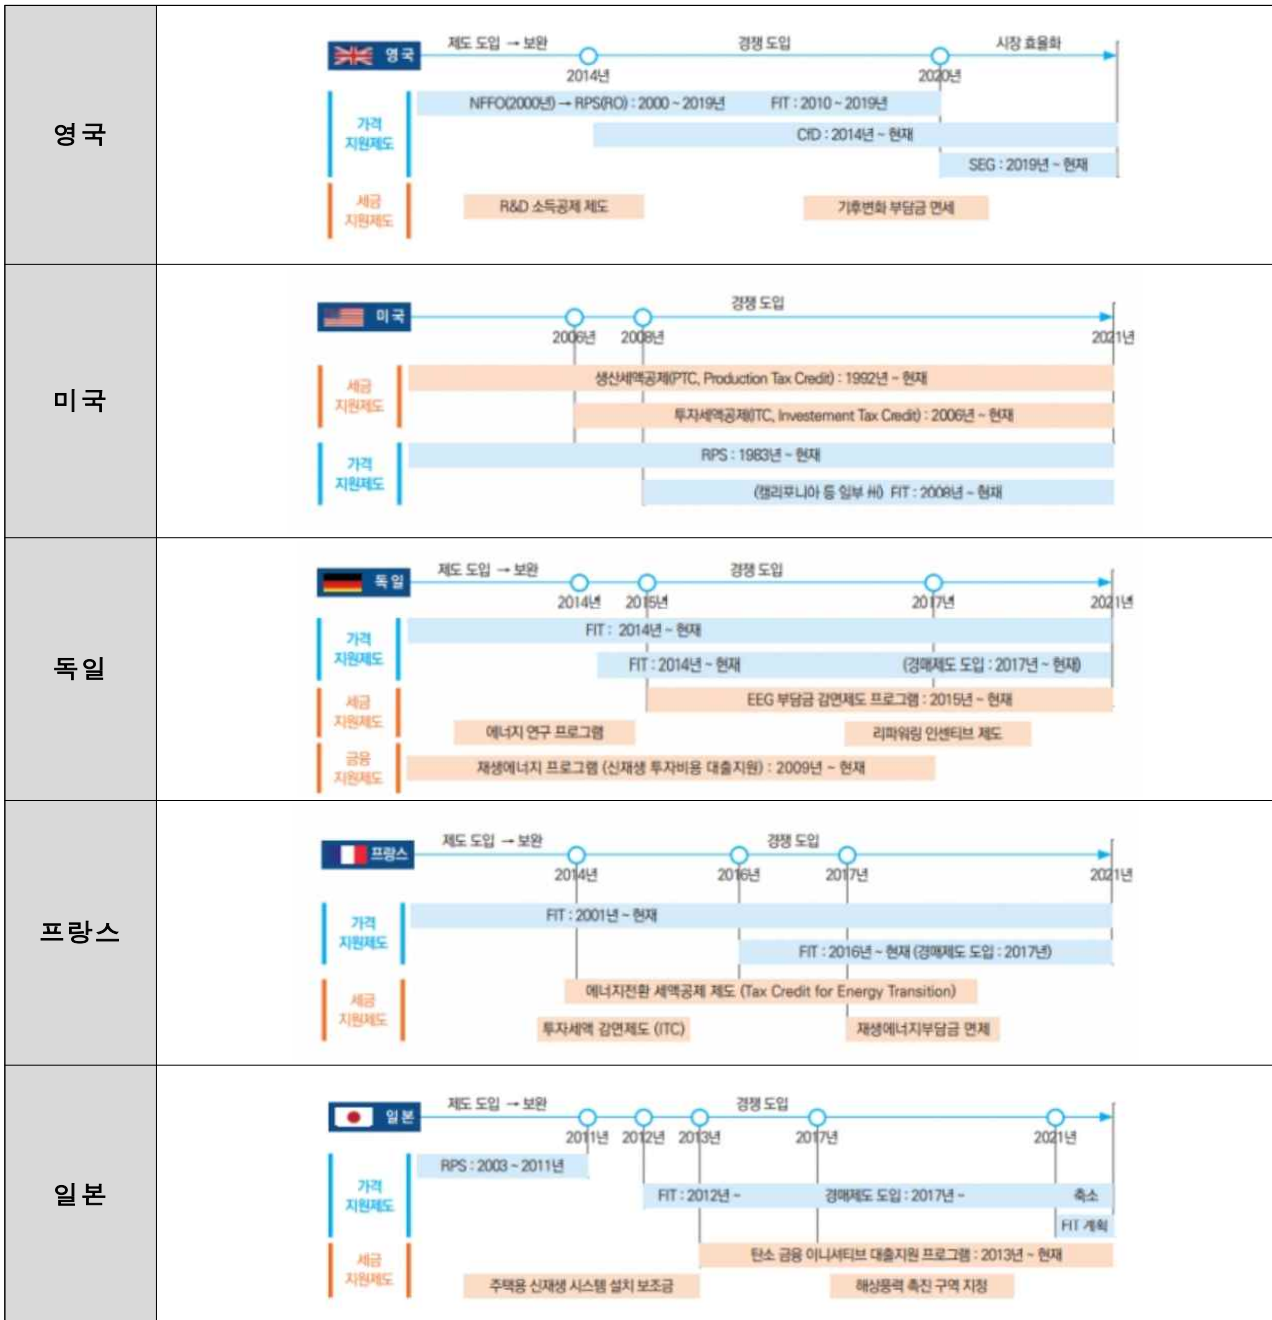 영국
영국
제도 도입 → 보완
경쟁 도입
시장 효율화
2014년
2020년
가격
지원제도
NFFO(2000년) → RPS(RO) : 2000 ~ 2019년
FIT : 2010 ~ 2019년
CfD : 2014년 ~ 현재
SEG : 2019년 ~ 현재
세금
지원제도
R&D 소득공제 제도
기후변화 부담금 면세
미국
미국
경쟁 도입
2006년
2008년
2021년
세금
지원제도
생산세액공제(PTC, Production Tax Credit) : 1992년 ~ 현재
투자세액공제(ITC, Investement Tax Credit) : 2006년 ~ 현재
가격
지원제도
RPS : 1983년 ~ 현재
(캘리포니아 등 일부 州) FIT : 2008년 ~ 현재
독일
독일
제도 도입 → 보완
경쟁 도입
2014년
2015년
2017년
2021년
가격
지원제도
FIT : 2014년 ~ 현재
FIT : 2014년 ~ 현재
(경매제도 도입 : 2017년 ~ 현재)
세금
지원제도
EEG 부담금 감면제도 프로그램 : 2015년 ~ 현재
에너지 연구 프로그램
리파워링 인센티브 제도
금융
지원제도
재생에너지 프로그램 (신재생 투자비용 대출지원) : 2009년 ~ 현재
프랑스
프랑스
제도 도입 → 보완
경쟁 도입
2014년
2016년
2017년
2021년
가격
지원제도
FIT : 2001년 ~ 현재
FIT : 2016년 ~ 현재 (경매제도 도입 : 2017년)
세금
지원제도
에너지전환 세액공제 제도 (Tax Credit for Energy Transition)
투자세액 감면제도 (ITC)
재생에너지부담금 면제
일본
일본
제도 도입 → 보완
경쟁 도입
2011년
2012년
2013년
2017년
2021년
가격
지원제도
RPS : 2003 ~ 2011년
FIT : 2012년 ~
경매제도 도입 : 2017년 ~
축소
FIT 계획
세금
지원제도
탄소 금융 이니셔티브 대출지원 프로그램 : 2013년 ~ 현재
주택용 신재생 시스템 설치 보조금
해상풍력 촉진 구역 지정